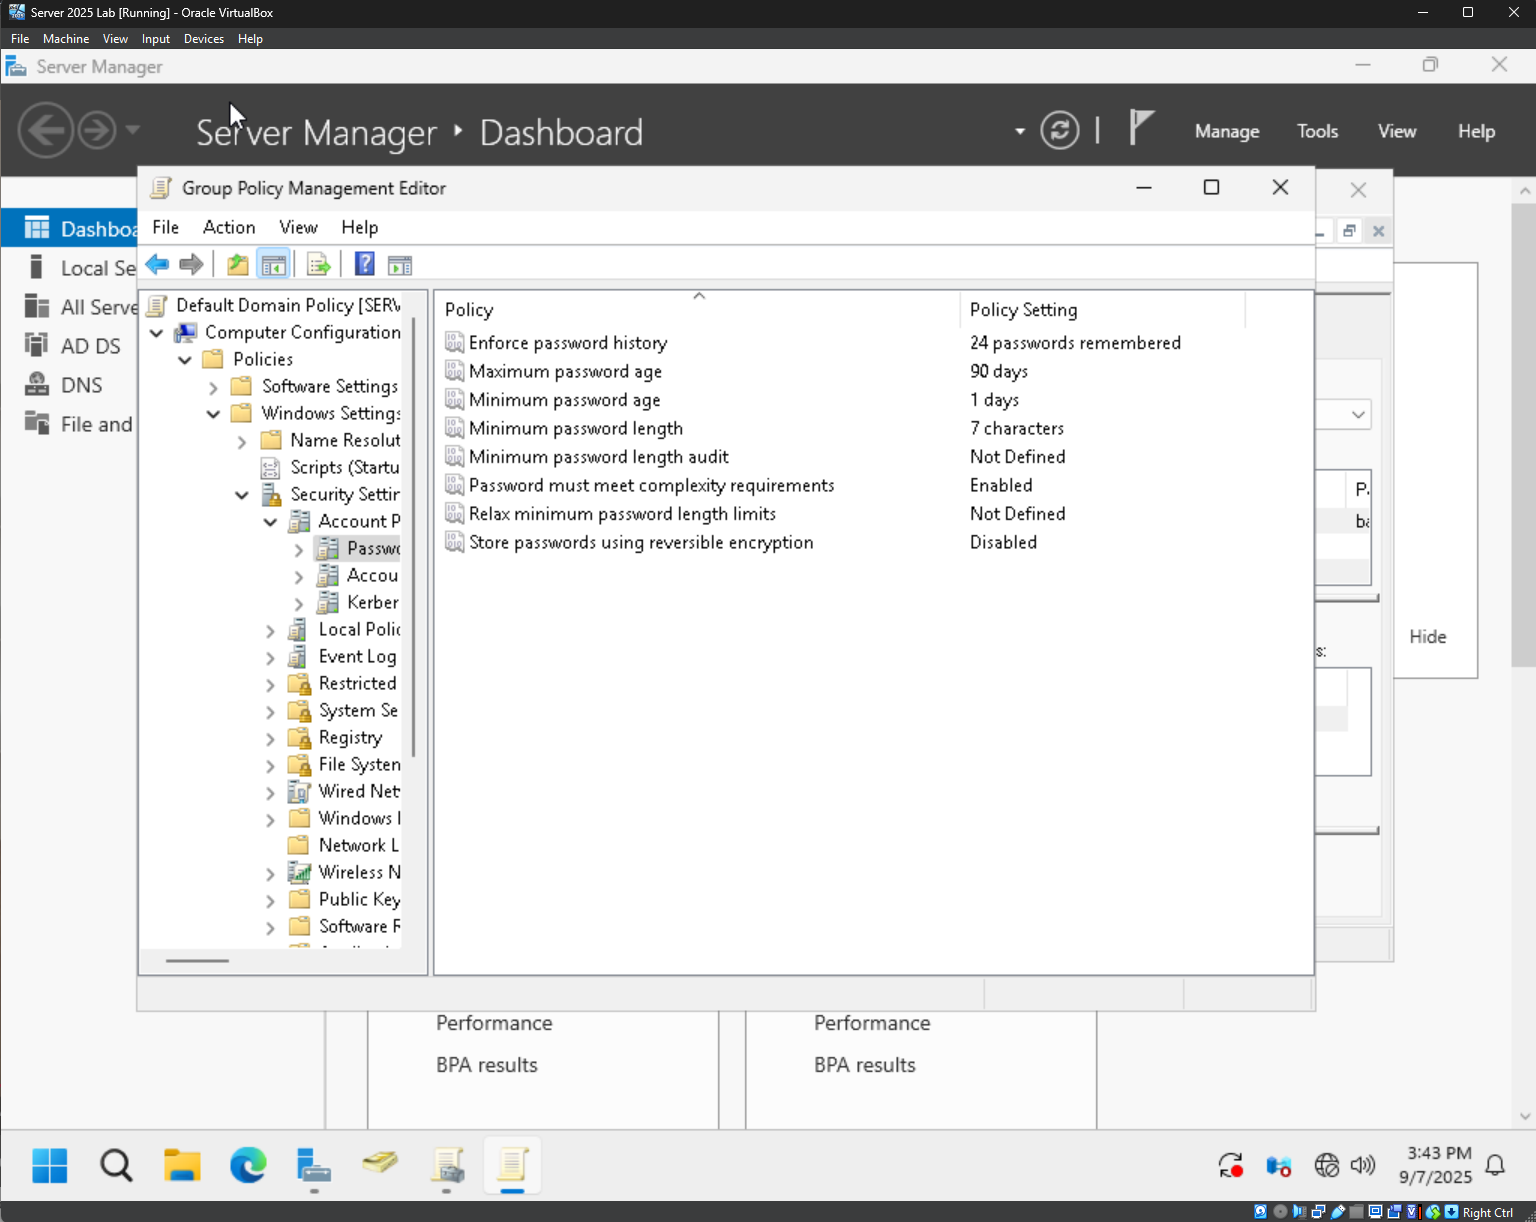 Server 2025 Lab [Running] - Oracle VirtualBox
File Machine View Input Devices Help
Server Manager
Server Manager Dashboard
Manage Tools View Help
Group Policy Management Editor
File Action View Help
Dashboa
Local Se
All Serve
AD DS
DNS
File and
Default Domain Policy [SER
Computer Configuration
Policies
Software Settings
Windows Settings
Name Resolut
Scripts (Startu
Security Settin
Account P
Passwo
Accou
Kerber
Local Polic
Event Log
Restricted
System Se
Registry
File System
Wired Net
Windows
Network L
Wireless N
Public Key
Software R
Policy Policy Setting
Enforce password history 24 passwords remembered
Maximum password age 90 days
Minimum password age 1 days
Minimum password length 7 characters
Minimum password length audit Not Defined
Password must meet complexity requirements Enabled
Relax minimum password length limits Not Defined
Store passwords using reversible encryption Disabled
P.
s:
Hide
Performance
BPA results
Performance
BPA results
3:43 PM
9/7/2025
Right Ctrl